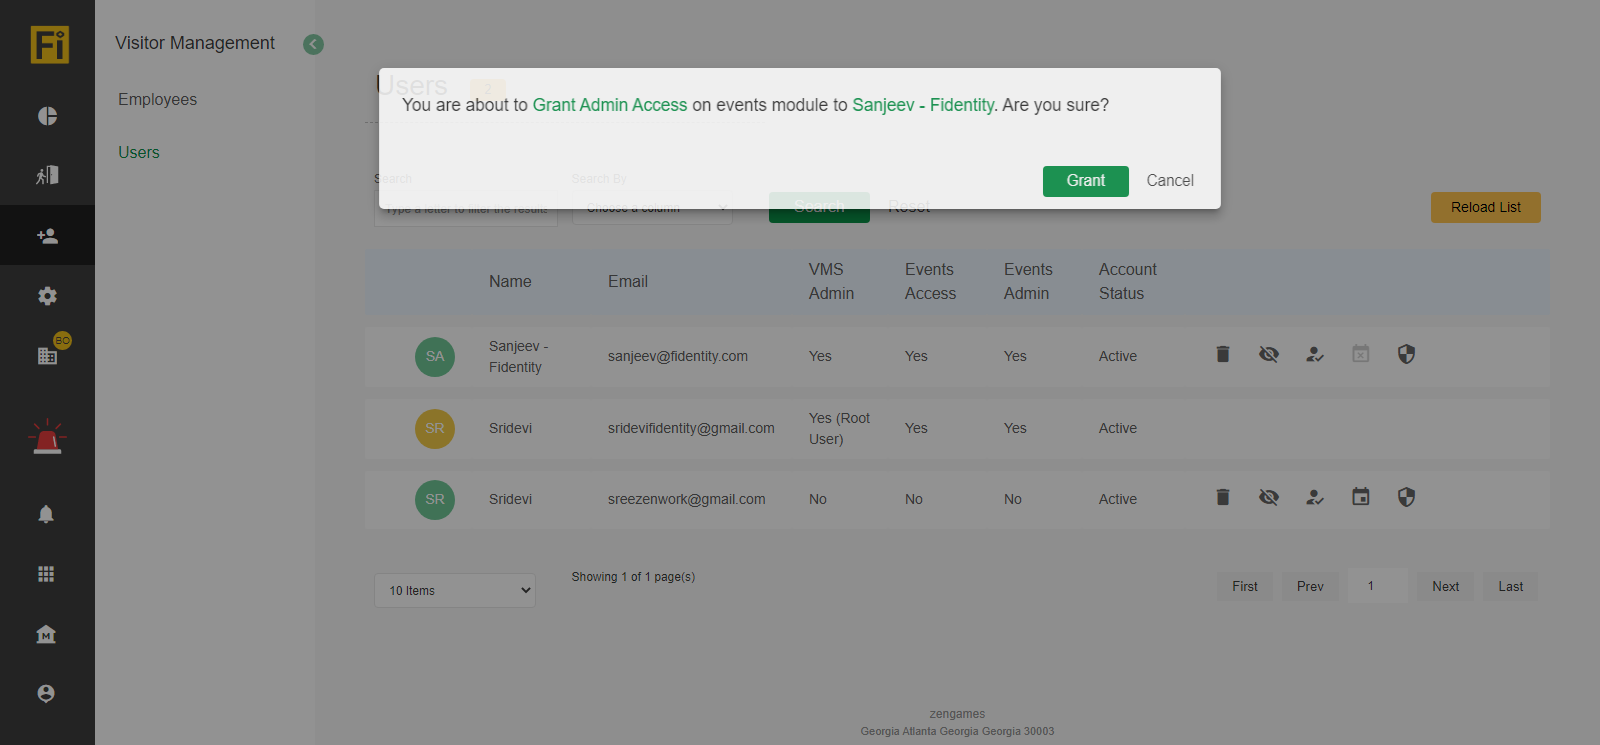 Fi
Visitor Management
Employees
Users
BO
M
Users 2
You are about to Grant Admin Access on events module to Sanjeev - Fidentity. Are you sure?
Grant Cancel
Search Search By
Type a letter to filter the results Choose a column Search Reset Reload List
Name Email VMS Admin Events Access Events Admin Account Status
SA Sanjeev - Fidentity sanjeev@fidentity.com Yes Yes Yes Active
SR Sridevi sridevifidentity@gmail.com Yes (Root User) Yes Yes Active
SR Sridevi sreezenwork@gmail.com No No No Active
10 Items Showing 1 of 1 page(s) First Prev 1 Next Last
zengames
Georgia Atlanta Georgia Georgia 30003